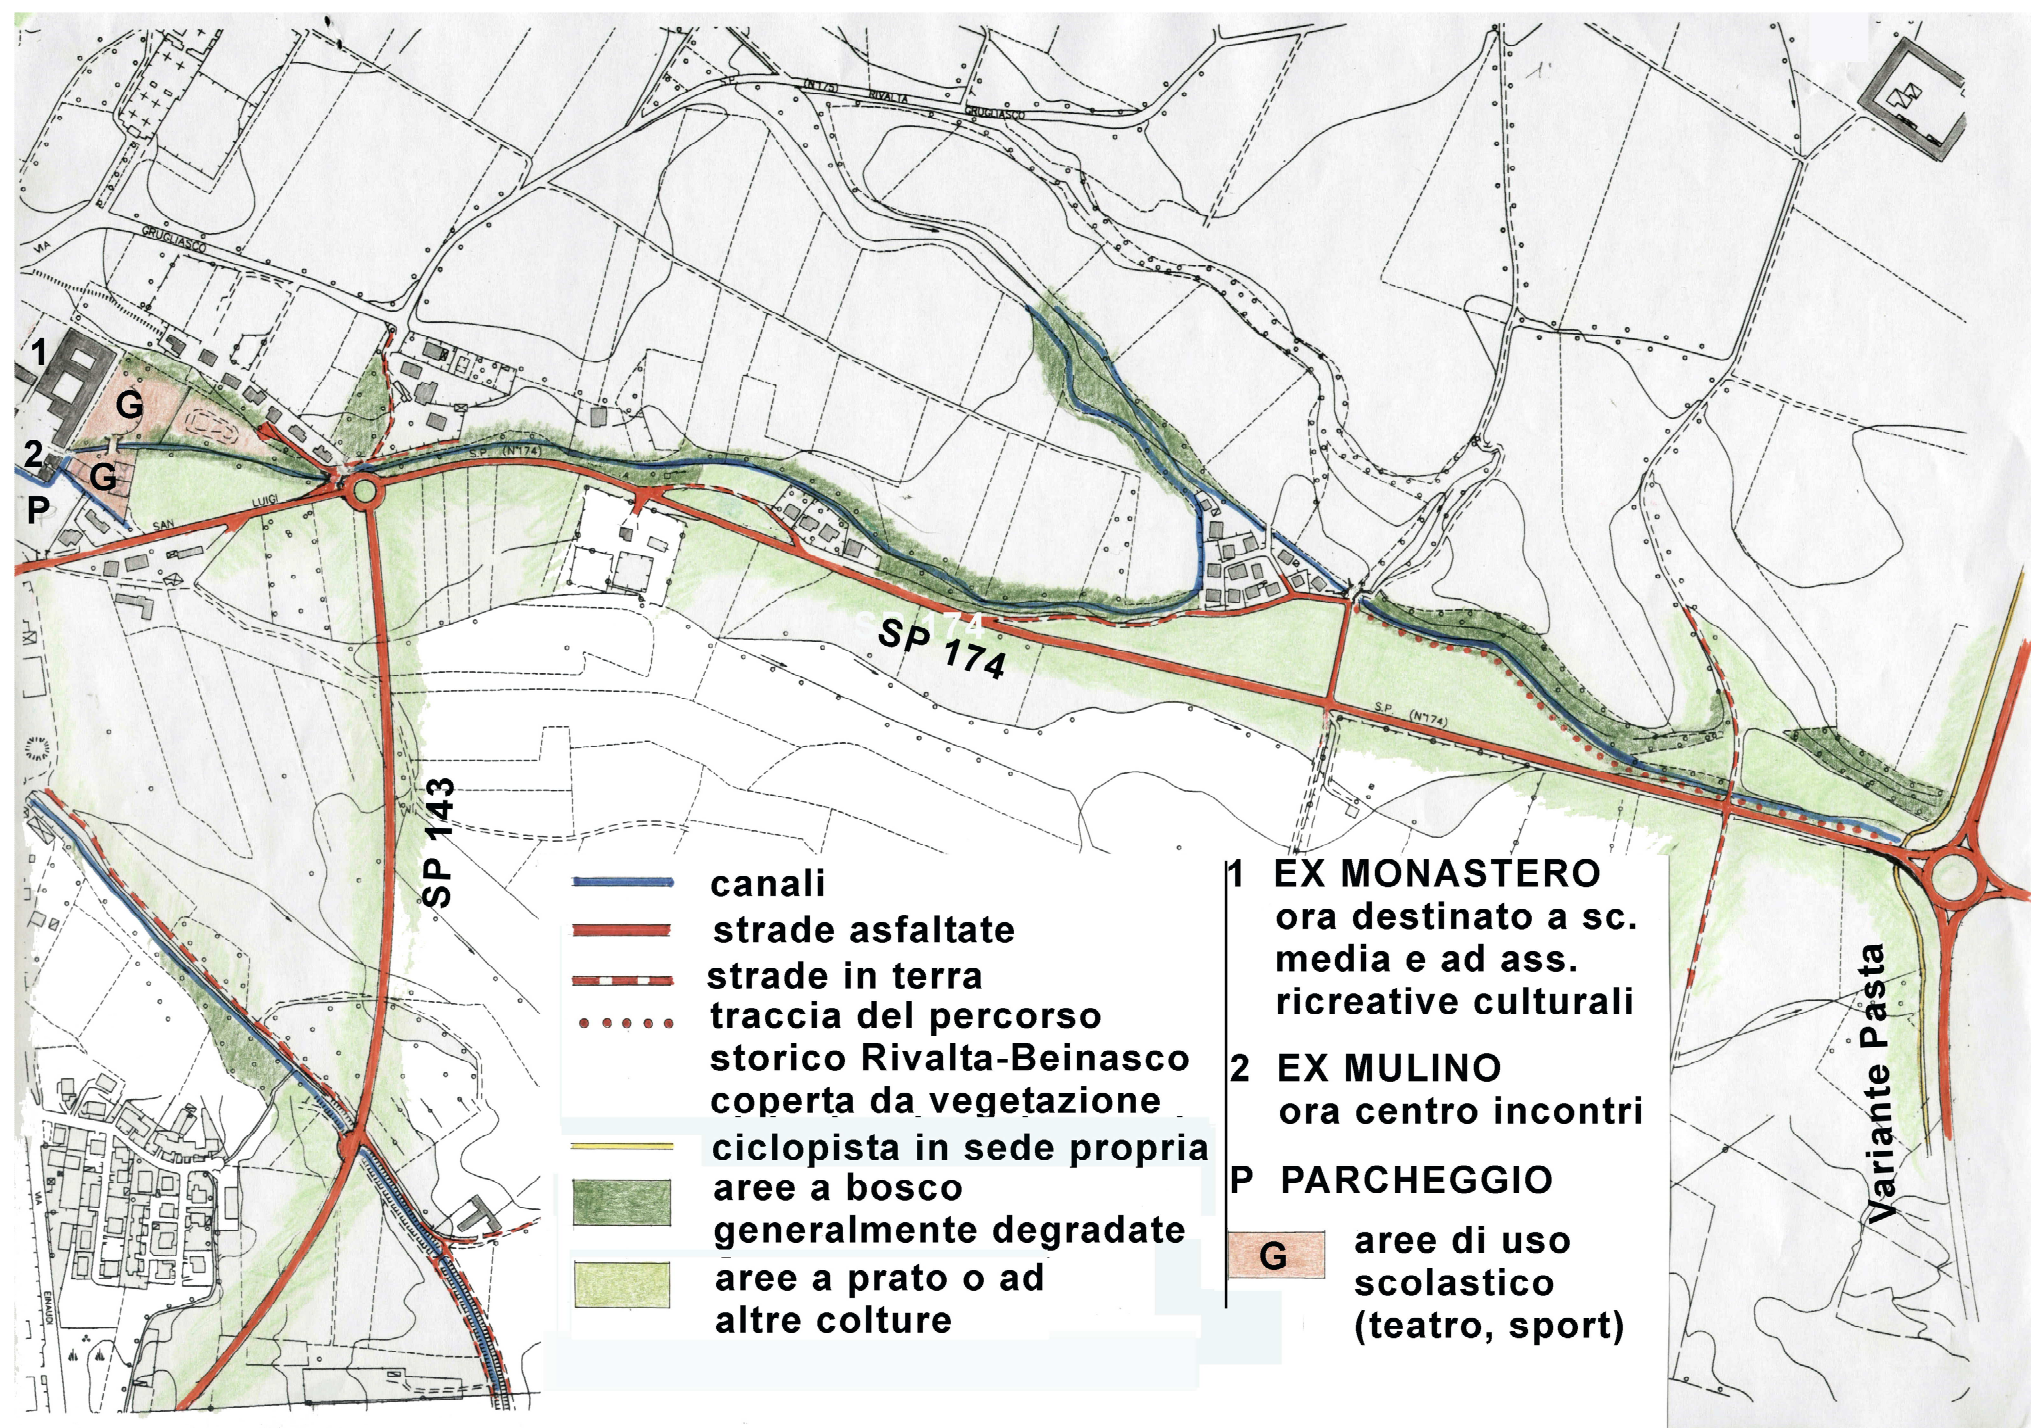 S.P. (N°175) RIVALTA GRUGLIASCO
VIA GRUGLIASCO
1
G
2
G
P
SAN LUIGI
S.P. (N°174)
SP 174
SP 174
S.P. (N°174)
SP 143
Variante Pasta
VIA EINAUDI
canali
strade asfaltate
strade in terra
traccia del percorso
storico Rivalta-Beinasco
coperta da vegetazione
ciclopista in sede propria
aree a bosco
generalmente degradate
aree a prato o ad
altre colture
1 EX MONASTERO
ora destinato a sc.
media e ad ass.
ricreative culturali
2 EX MULINO
ora centro incontri
P PARCHEGGIO
G aree di uso
scolastico
(teatro, sport)